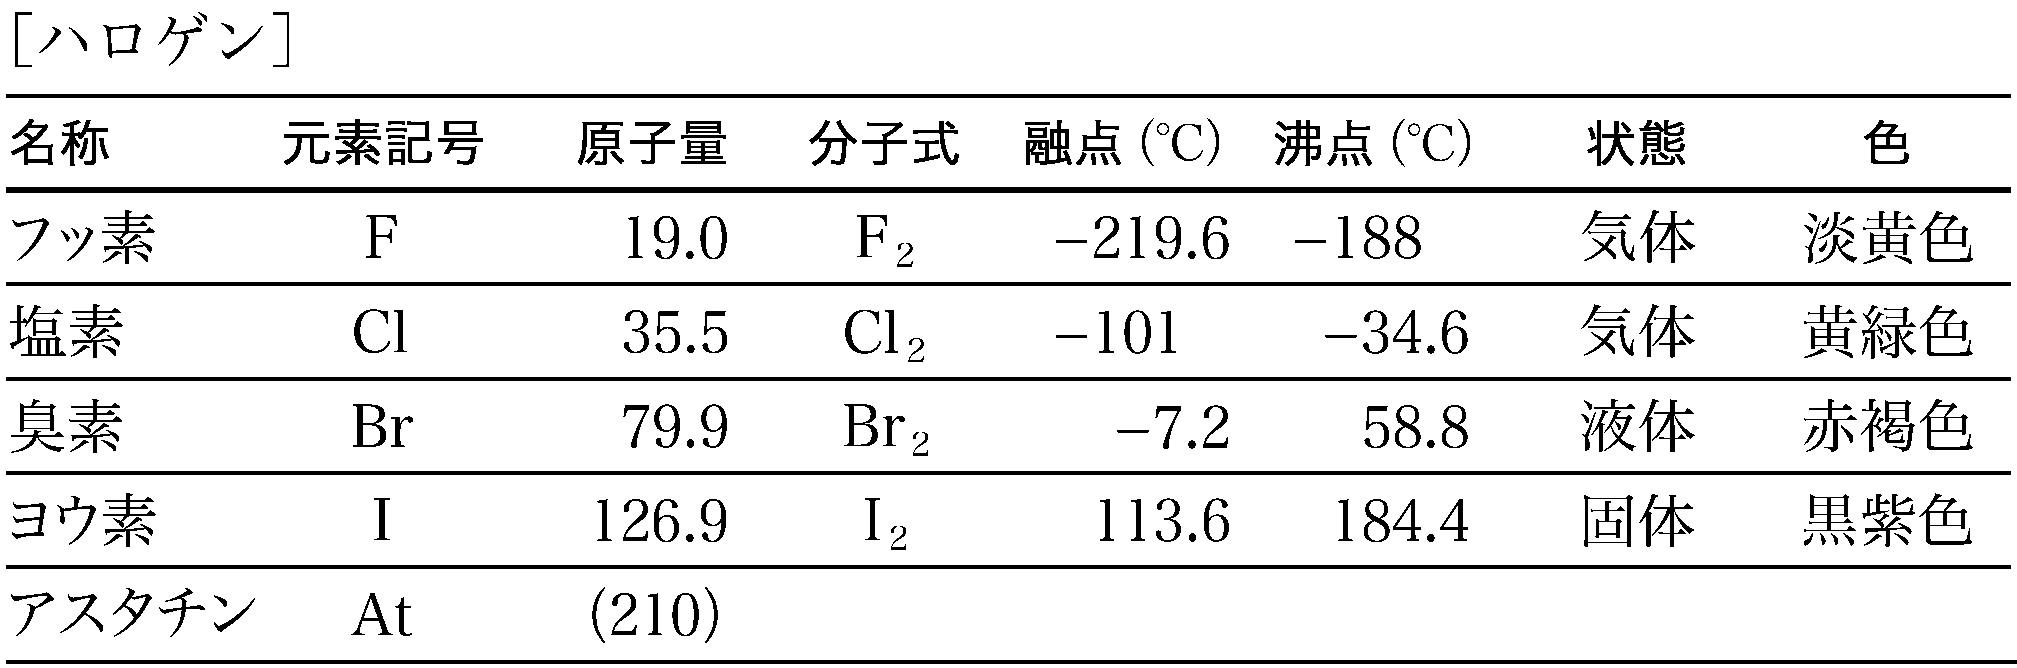 [ハロゲン]
名称 元素記号 原子量 分子式 融点(℃) 沸点(℃) 状態 色
フッ素 F 19.0 F₂ −219.6 −188 気体 淡黄色
塩素 Cl 35.5 Cl₂ −101 −34.6 気体 黄緑色
臭素 Br 79.9 Br₂ −7.2 58.8 液体 赤褐色
ヨウ素 I 126.9 I₂ 113.6 184.4 固体 黒紫色
アスタチン At (210)